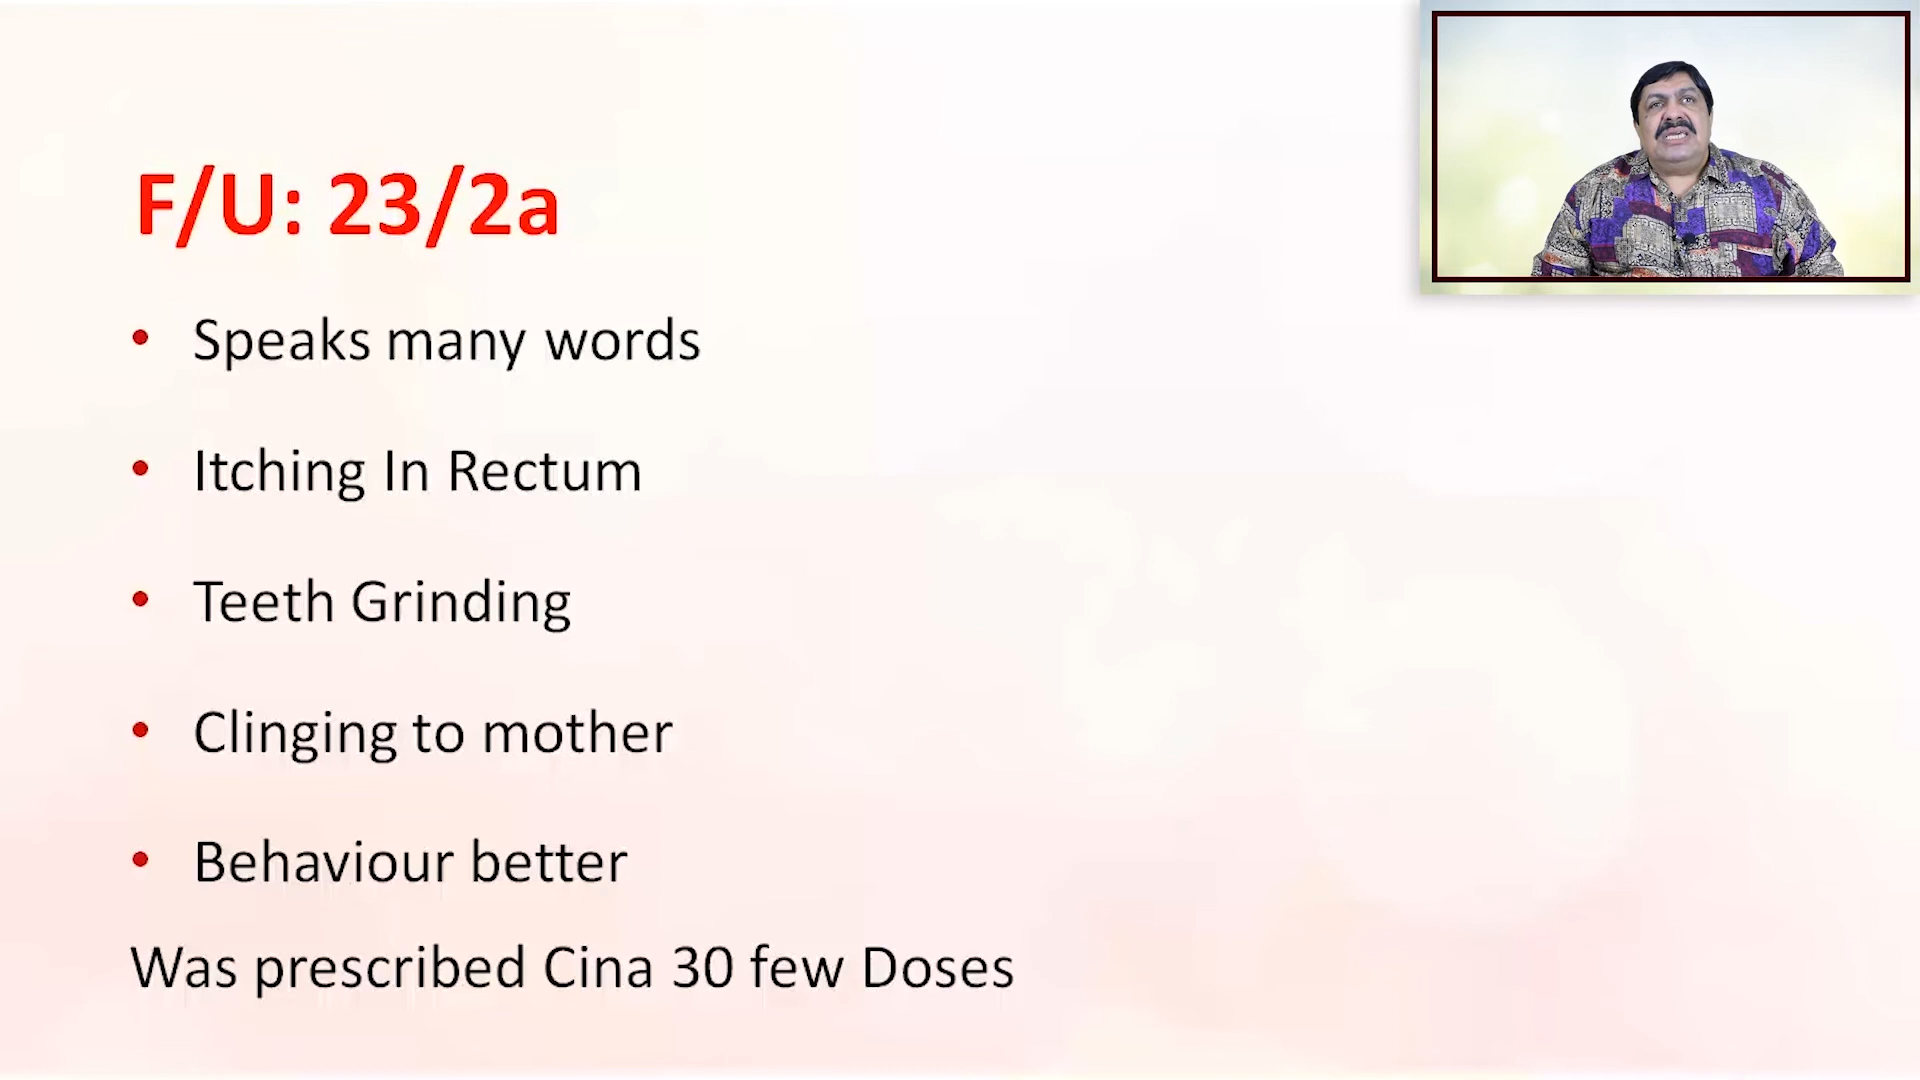 F/U: 23/2a
• Speaks many words
• Itching In Rectum
• Teeth Grinding
• Clinging to mother
• Behaviour better
Was prescribed Cina 30 few Doses